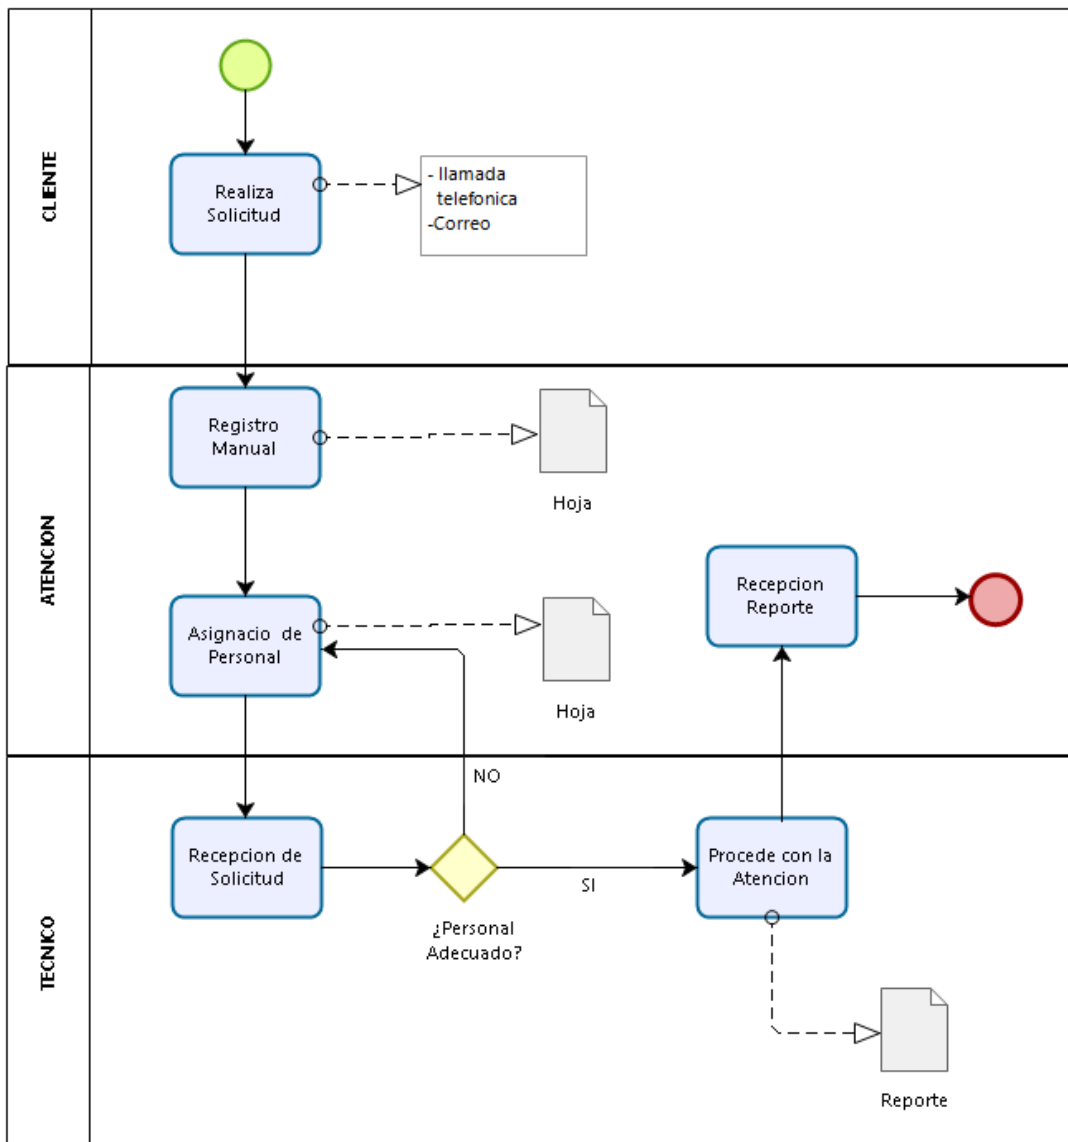 CLIENTE
Realiza
Solicitud
- llamada
telefonica
-Correo
ATENCION
Registro
Manual
Hoja
Asignacio de
Personal
Hoja
Recepcion
Reporte
TECNICO
NO
Recepcion de
Solicitud
¿Personal
Adecuado?
SI
Procede con la
Atencion
Reporte